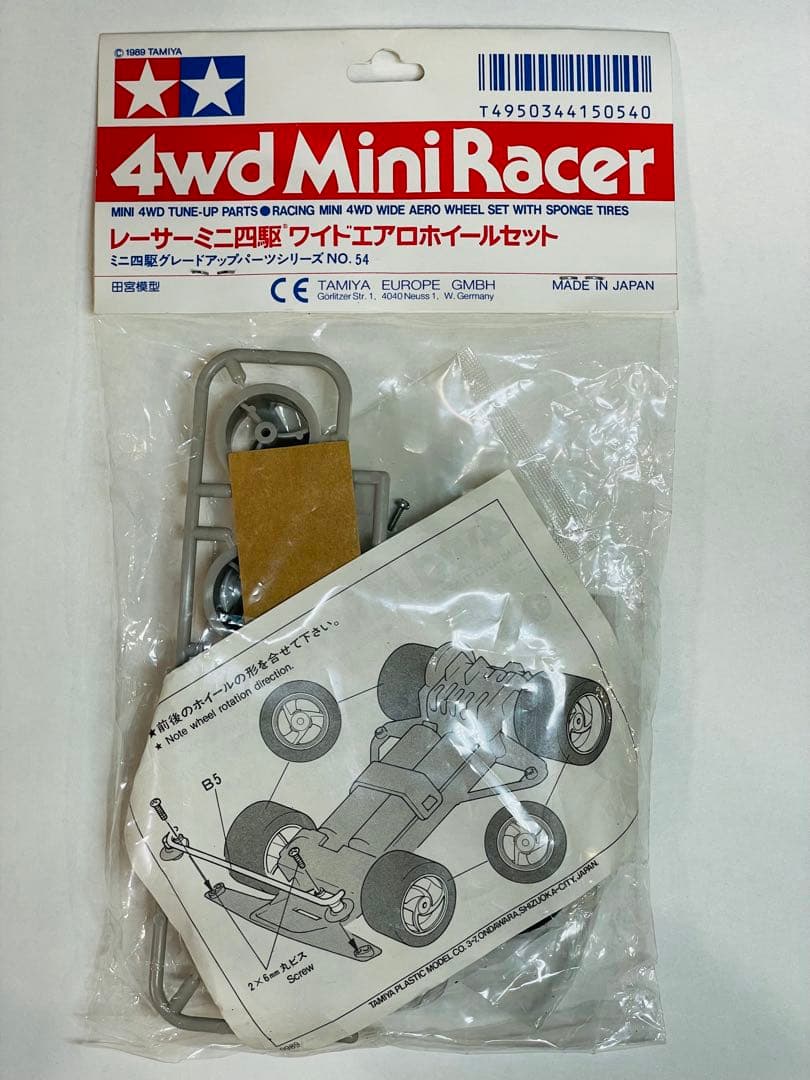 © 1989 TAMIYA
T4950344150540
4wd Mini Racer
MINI 4WD TUNE-UP PARTS●RACING MINI 4WD WIDE AERO WHEEL SET WITH SPONGE TIRES
レーサーミニ四駆®ワイドエアロホイールセット
ミニ四駆グレードアップパーツシリーズNO.54
田宮模型
CE TAMIYA EUROPE GMBH
Görlitzer Str. 1, 4040 Neuss 1, W. Germany
MADE IN JAPAN
★前後のホイールの形を合せて下さい。
★ Note wheel rotation direction.
B5
2×6mm丸ビス
Screw
TAMIYA PLASTIC MODEL CO. 3-7, ONDAWARA, SHIZUOKA-CITY, JAPAN.